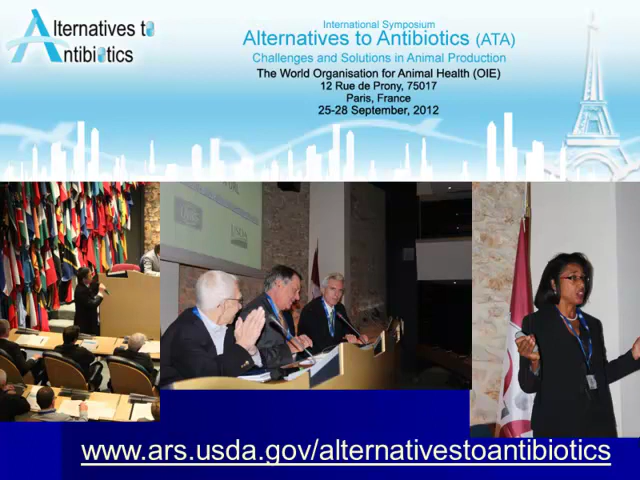 Alternatives to
Antibiotics
International Symposium
Alternatives to Antibiotics (ATA)
Challenges and Solutions in Animal Production
The World Organisation for Animal Health (OIE)
12 Rue de Prony, 75017
Paris, France
25-28 September, 2012
USDA
www.ars.usda.gov/alternativestoantibiotics